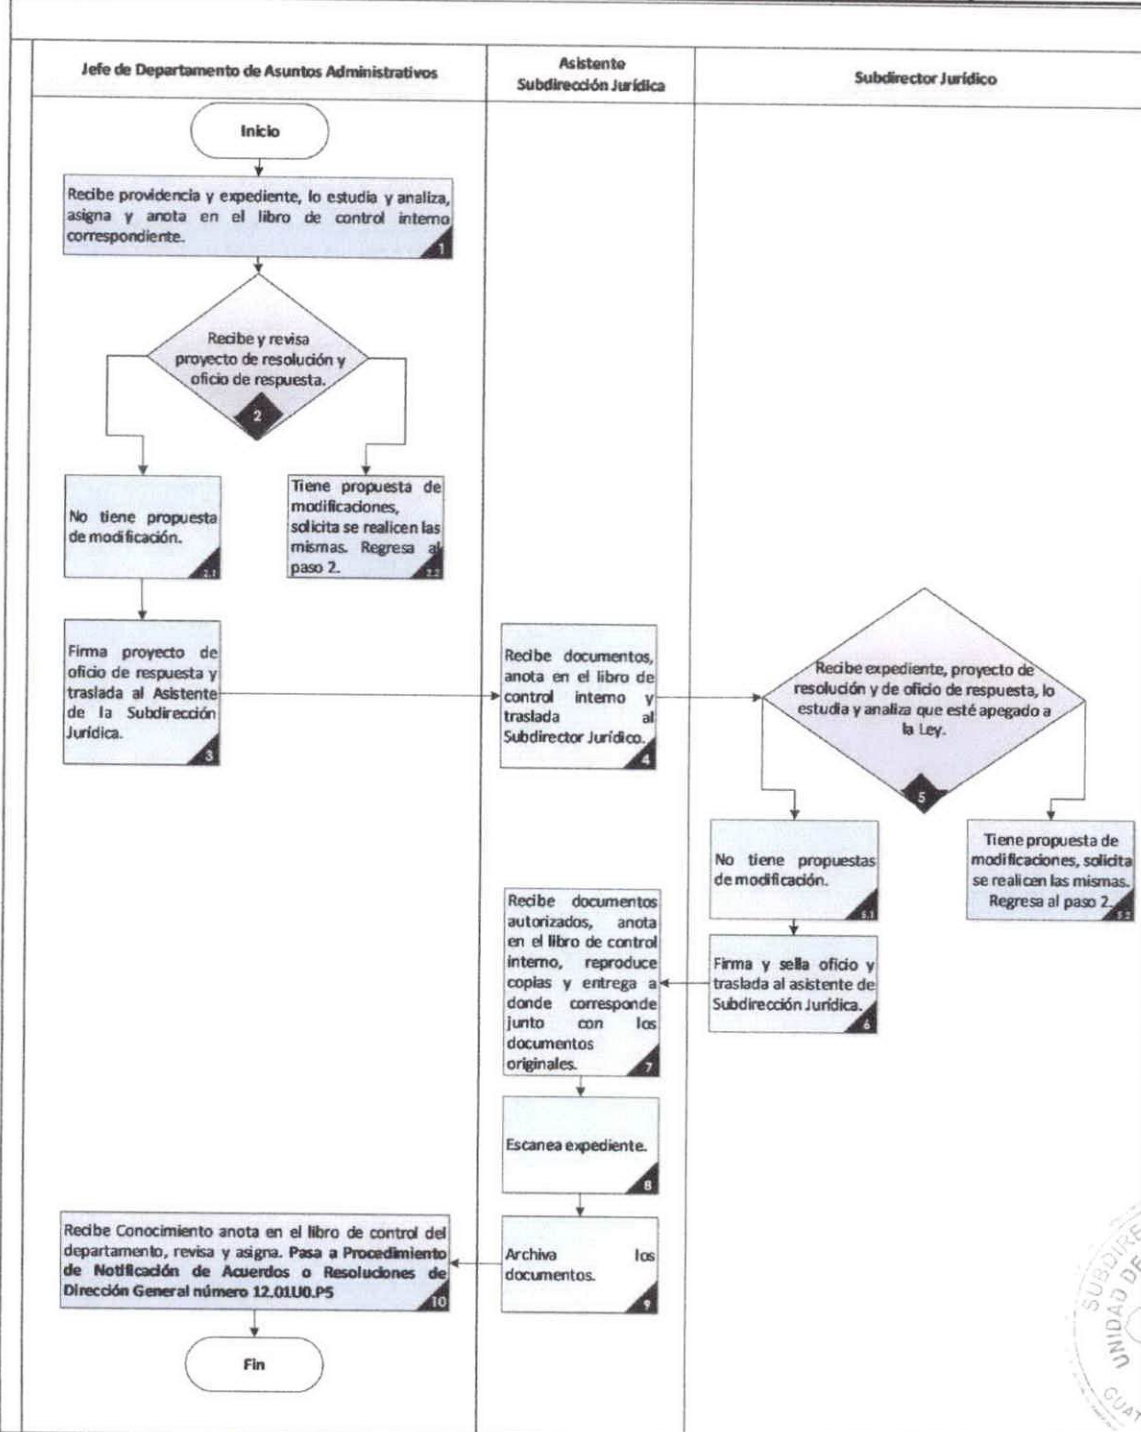 Jefe de Departamento de Asuntos Administrativos
Asistente
Subdirección Jurídica
Subdirector Jurídico
Inicio
Recibe providencia y expediente, lo estudia y analiza,
asigna y anota en el libro de control interno
correspondiente.
1
Recibe y revisa
proyecto de resolución y
oficio de respuesta.
2
No tiene propuesta
de modificación.
2.1
Tiene propuesta de
modificaciones,
solicita se realicen las
mismas. Regresa al
paso 2.
2.2
Firma proyecto de
oficio de respuesta y
traslada al Asistente
de la Subdirección
Jurídica.
3
Recibe documentos,
anota en el libro de
control interno y
traslada al
Subdirector Jurídico.
4
Recibe expediente, proyecto de
resolución y de oficio de respuesta, lo
estudia y analiza que esté apegado a
la Ley.
5
No tiene propuestas
de modificación.
5.1
Tiene propuesta de
modificaciones, solicita
se realicen las mismas.
Regresa al paso 2.
5.2
Firma y sella oficio y
traslada al asistente de
Subdirección Jurídica.
6
Recibe documentos
autorizados, anota
en el libro de control
interno, reproduce
copias y entrega a
donde corresponde
junto con los
documentos
originales.
7
Escanea expediente.
8
Archiva los
documentos.
9
Recibe Conocimiento anota en el libro de control del
departamento, revisa y asigna. Pasa a Procedimiento
de Notificación de Acuerdos o Resoluciones de
Dirección General número 12.01U0.P5
10
Fin
SUBDIRE
UNIDAD DE
GUAT